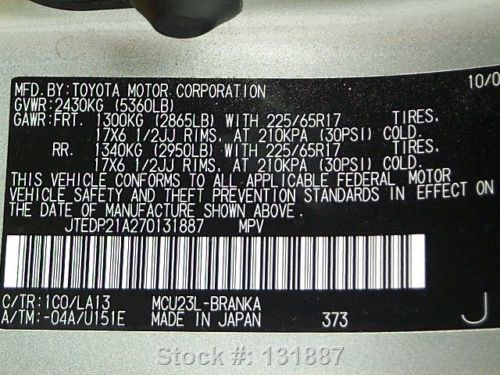 MFD.BY:TOYOTA MOTOR CORPORATION 10/0
GVWR:2430KG (5360LB)
GAWR:FRT. 1300KG (2865LB) WITH 225/65R17 TIRES,
17X6 1/2JJ RIMS, AT 210KPA (30PSI) COLD.
RR. 1340KG (2950LB) WITH 225/65R17 TIRES,
17X6 1/2JJ RIMS, AT 210KPA (30PSI) COLD.
THIS VEHICLE CONFORMS TO ALL APPLICABLE FEDERAL MOTOR
VEHICLE SAFETY AND THEFT PREVENTION STANDARDS IN EFFECT ON
THE DATE OF MANUFACTURE SHOWN ABOVE.
JTEDP21A270131887 MPV
C/TR:1C0/LA13 MCU23L-BRANKA
A/TM:-04A/U151E MADE IN JAPAN 373 J
Stock #: 131887